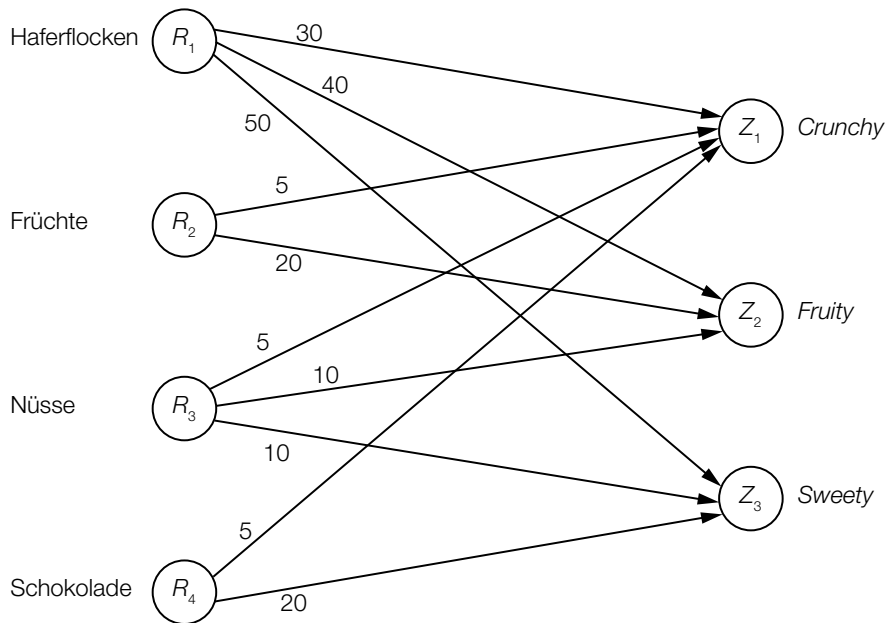 Haferflocken R1 30
40
50
Z1 Crunchy
Früchte R2 5
20
Z2 Fruity
Nüsse R3 5
10
10
Z3 Sweety
Schokolade R4 5
20